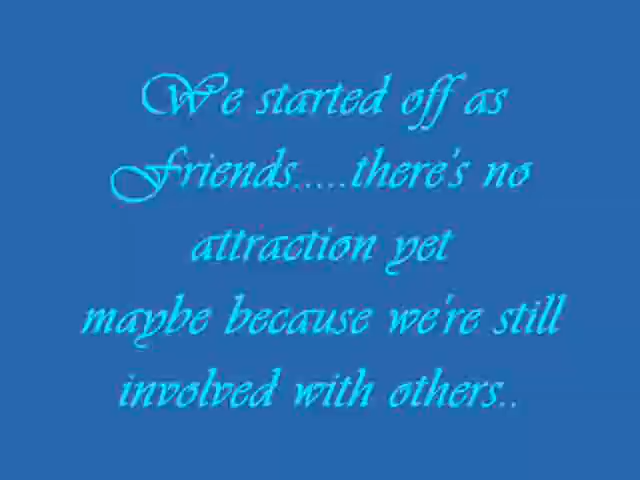 We started off as
Friends.....there's no
attraction yet
maybe because we're still
involved with others..